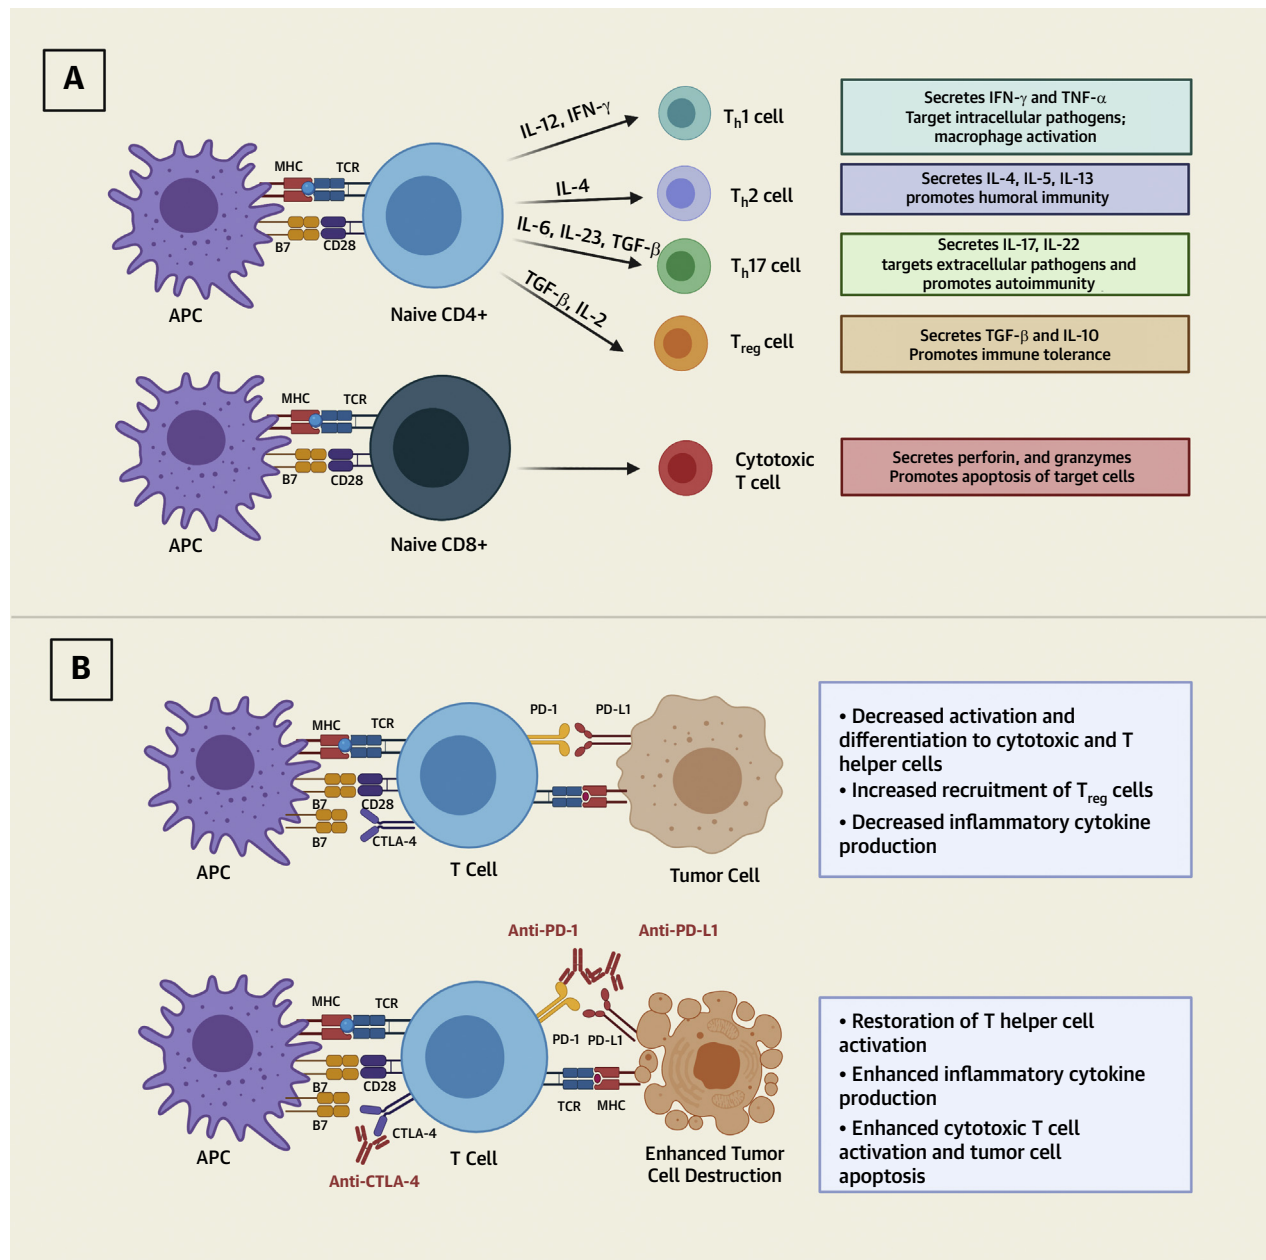 A
MHC
TCR
B7
CD28
APC
Naive CD4+
IL-12, IFN-γ
IL-4
IL-6, IL-23, TGF-β
TGF-β, IL-2
Th1 cell
Secretes IFN-γ and TNF-α
Target intracellular pathogens;
macrophage activation
Th2 cell
Secretes IL-4, IL-5, IL-13
promotes humoral immunity
Th17 cell
Secretes IL-17, IL-22
targets extracellular pathogens and
promotes autoimmunity
Treg cell
Secretes TGF-β and IL-10
Promotes immune tolerance
MHC
TCR
B7
CD28
APC
Naive CD8+
Cytotoxic
T cell
Secretes perforin, and granzymes
Promotes apoptosis of target cells
B
MHC
TCR
B7
CD28
B7
CTLA-4
APC
T Cell
PD-1
PD-L1
Tumor Cell
• Decreased activation and
differentiation to cytotoxic and T
helper cells
• Increased recruitment of Treg cells
• Decreased inflammatory cytokine
production
Anti-PD-1
Anti-PD-L1
MHC
TCR
B7
CD28
B7
CTLA-4
APC
Anti-CTLA-4
T Cell
PD-1
PD-L1
TCR
MHC
Enhanced Tumor
Cell Destruction
• Restoration of T helper cell
activation
• Enhanced inflammatory cytokine
production
• Enhanced cytotoxic T cell
activation and tumor cell
apoptosis